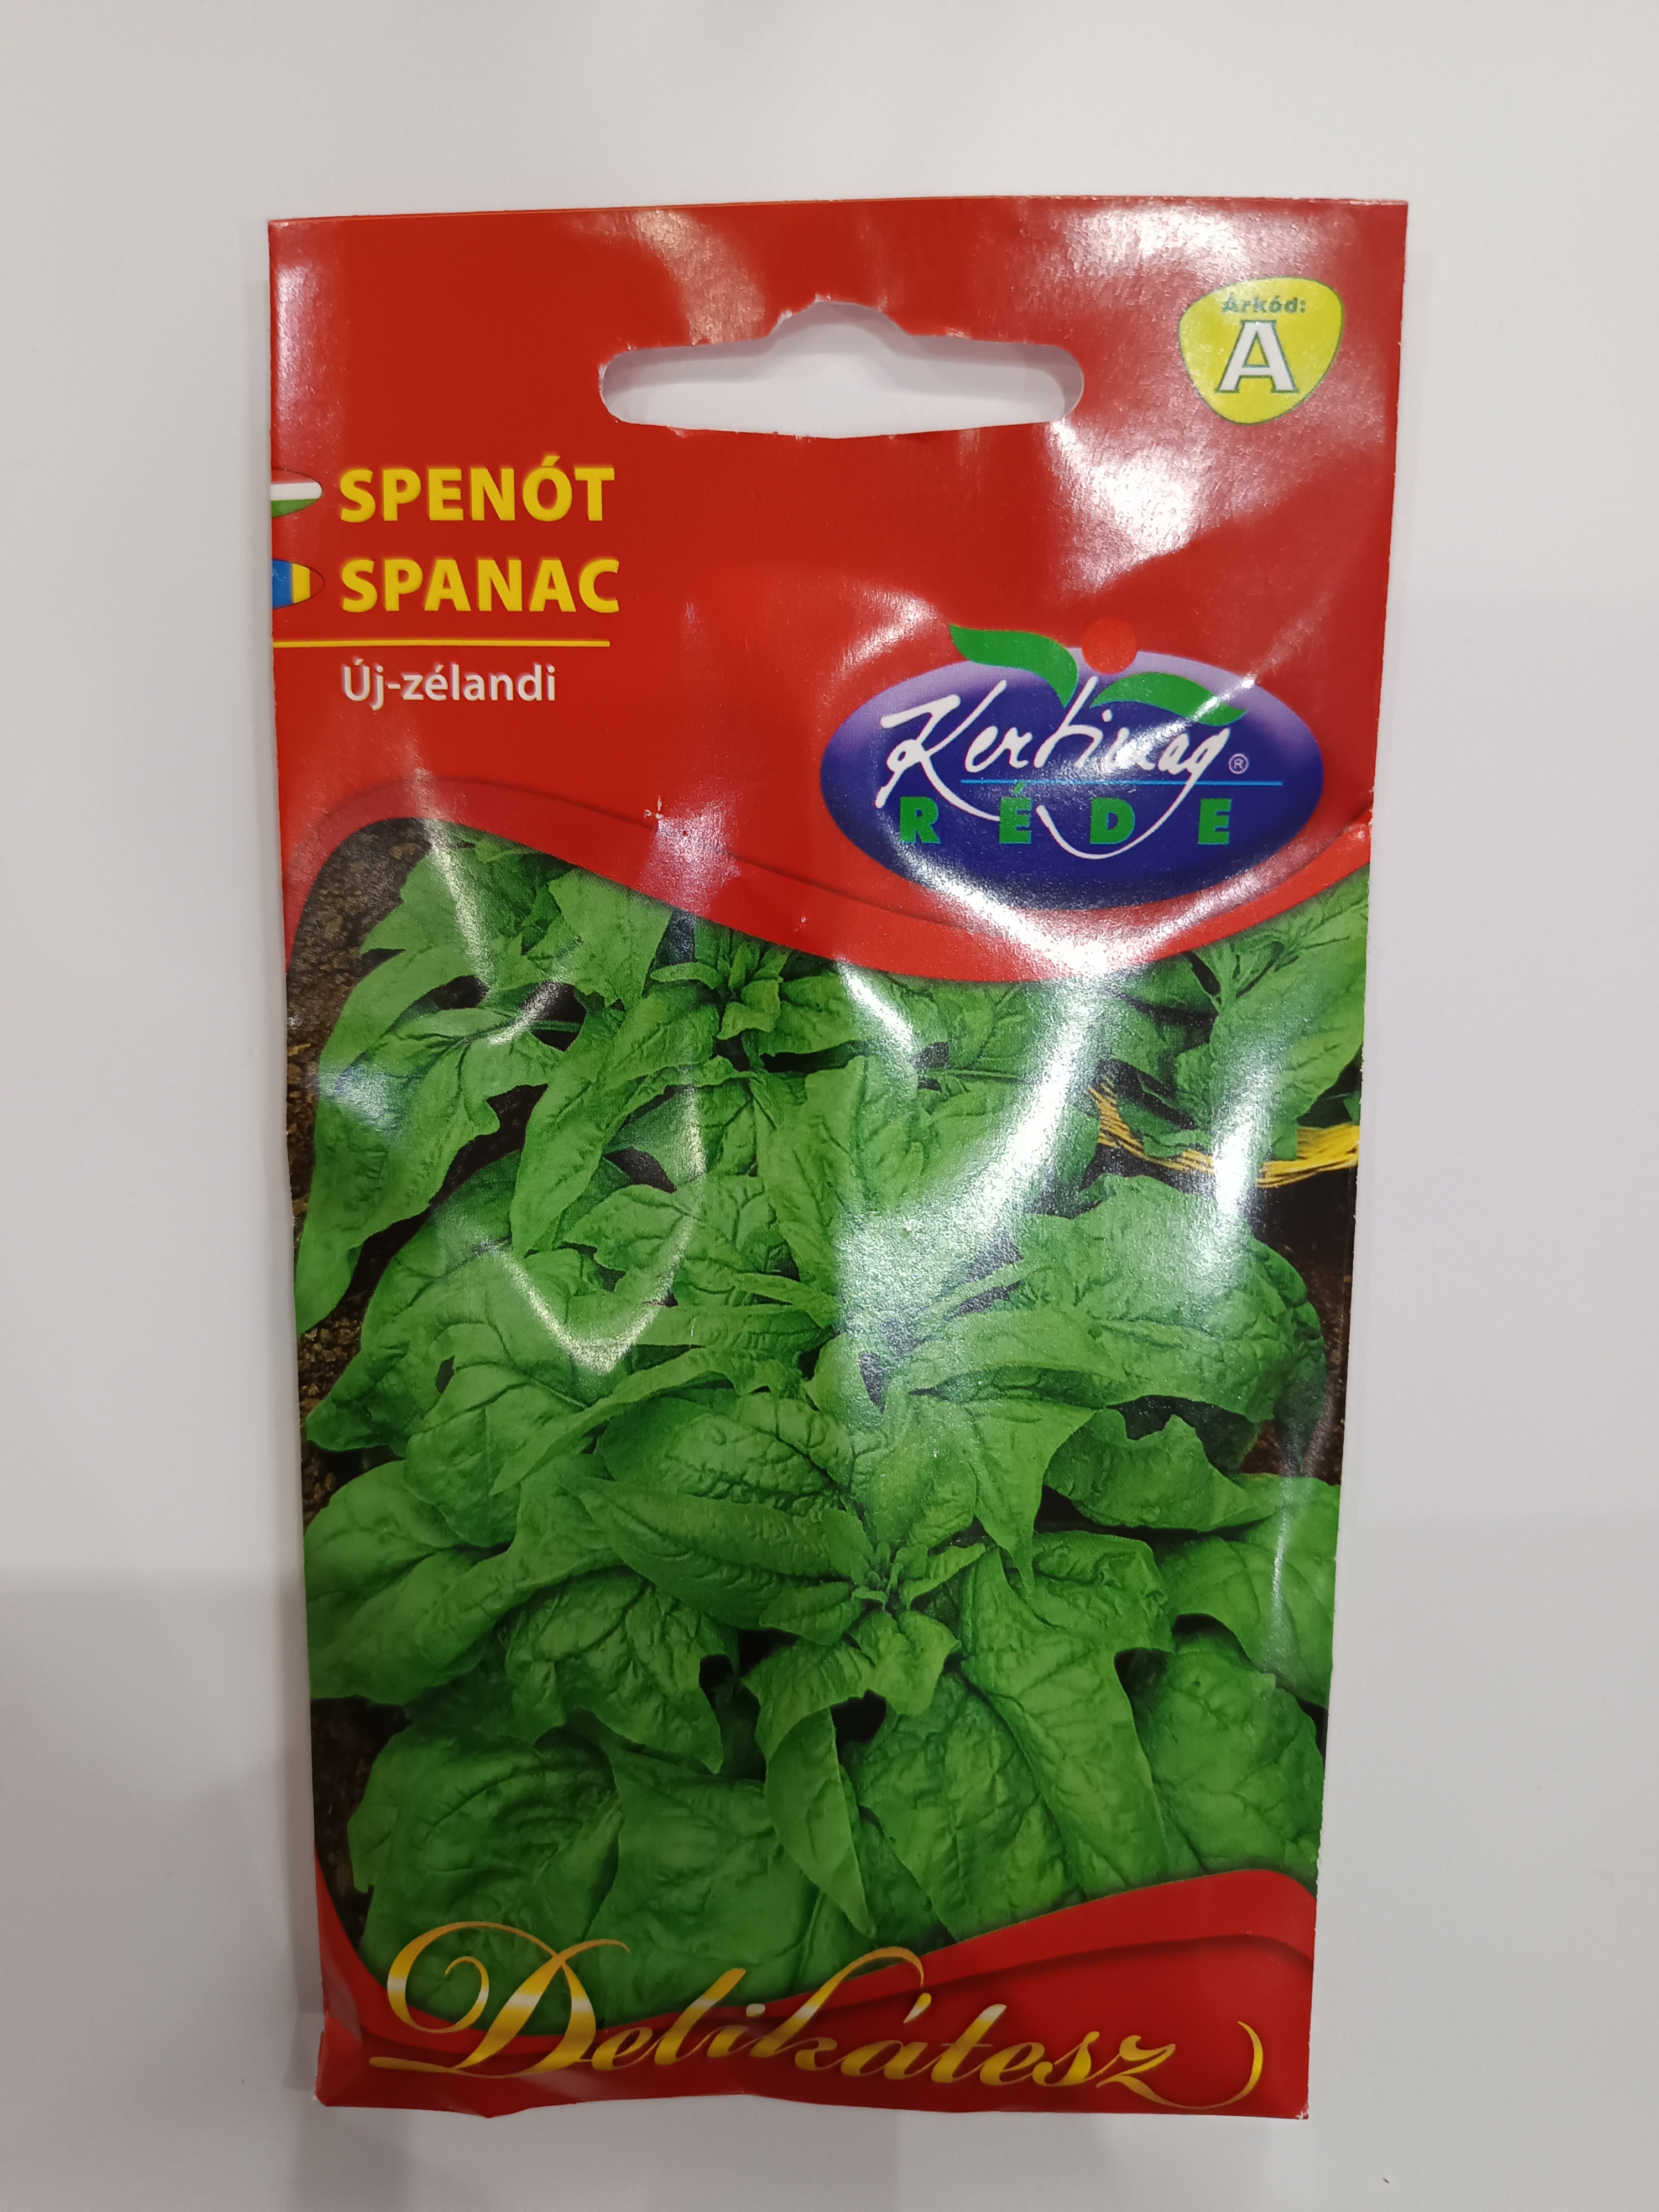 Árkód:
A
SPENÓT
SPANAC
Új-zélandi
Kertimag®
RÉDE
Delikátesz